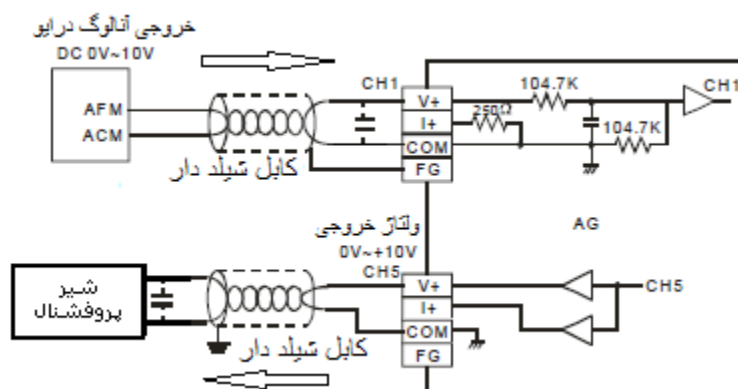 خروجی آنالوگ درایو
DC 0V~10V
AFM
ACM
CH1
V+
I+
COM
FG
250Ω
104.7K
104.7K
CH1
کابل شیلد دار
ولتاژ خروجی
0V~+10V
AG
CH5
V+
I+
COM
FG
CH5
شیر
پروفشنال
کابل شیلد دار